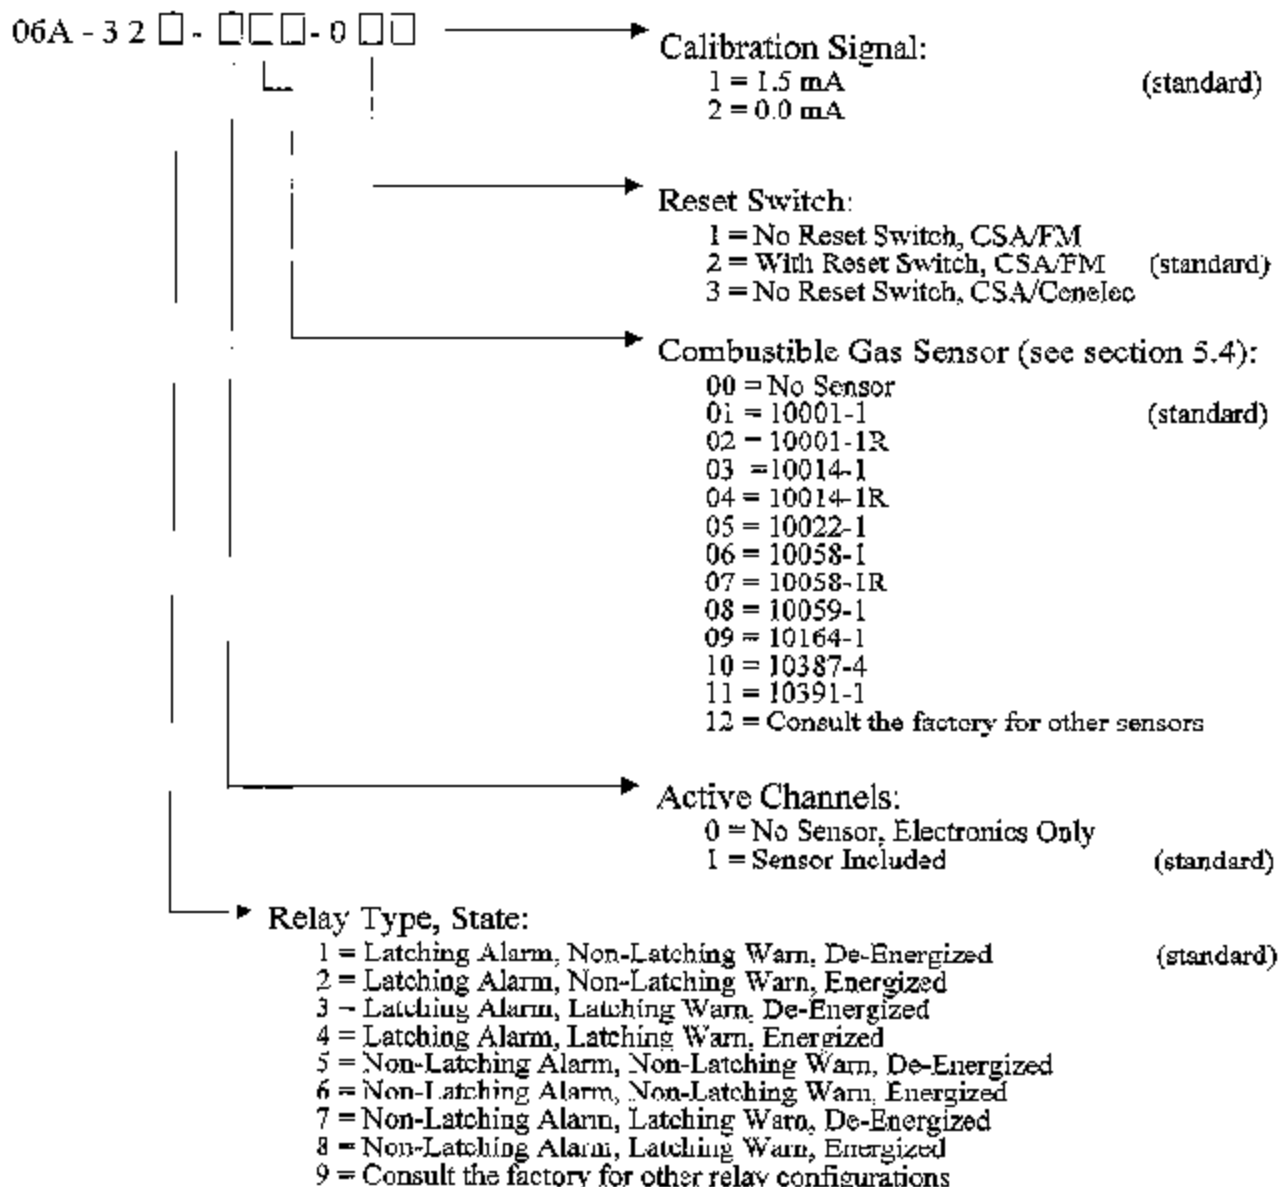 06A - 3 2 □ - □□□ - 0 □□
Calibration Signal:
1 = 1.5 mA (standard)
2 = 0.0 mA
Reset Switch:
1 = No Reset Switch, CSA/FM
2 = With Reset Switch, CSA/FM (standard)
3 = No Reset Switch, CSA/Cenelec
Combustible Gas Sensor (see section 5.4):
00 = No Sensor
01 = 10001-1 (standard)
02 = 10001-1R
03 =10014-1
04 = 10014-1R
05 = 10022-1
06 = 10058-1
07 = 10058-1R
08 = 10059-1
09 = 10164-1
10 = 10387-4
11 = 10391-1
12 = Consult the factory for other sensors
Active Channels:
0 = No Sensor, Electronics Only
1 = Sensor Included (standard)
Relay Type, State:
1 = Latching Alarm, Non-Latching Warn, De-Energized (standard)
2 = Latching Alarm, Non-Latching Warn, Energized
3 = Latching Alarm, Latching Warn, De-Energized
4 = Latching Alarm, Latching Warn, Energized
5 = Non-Latching Alarm, Non-Latching Warn, De-Energized
6 = Non-Latching Alarm, Non-Latching Warn, Energized
7 = Non-Latching Alarm, Latching Warn, De-Energized
8 = Non-Latching Alarm, Latching Warn, Energized
9 = Consult the factory for other relay configurations